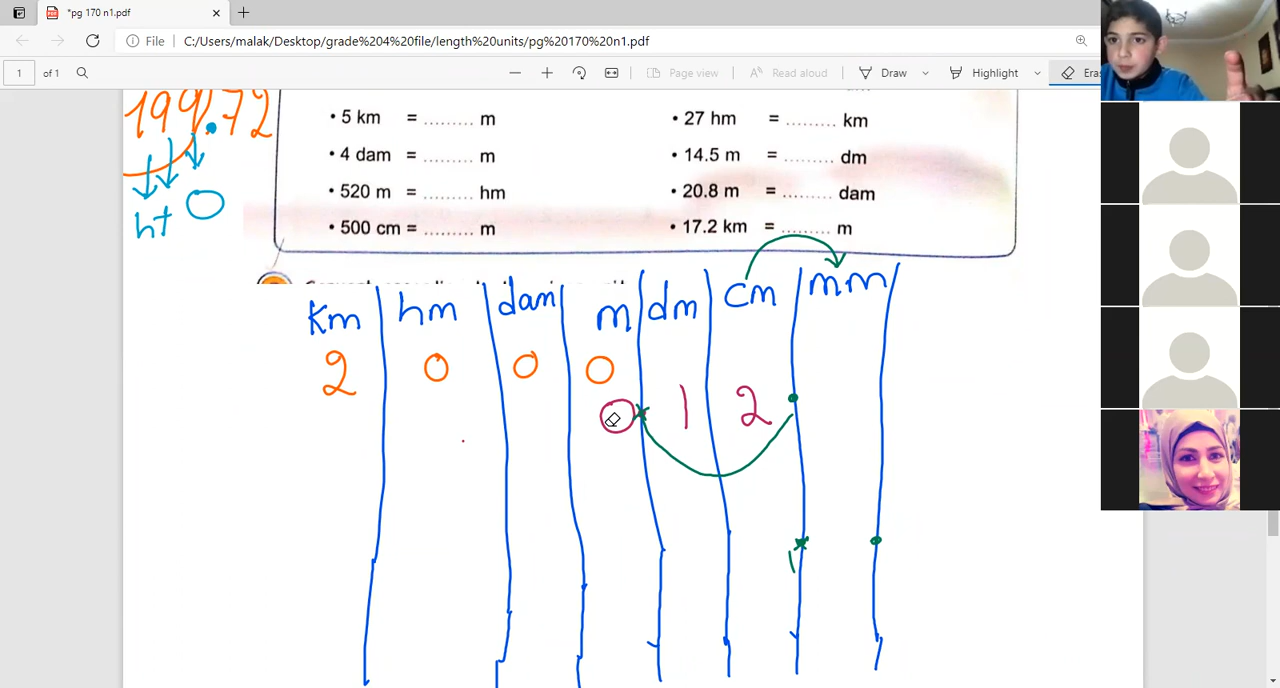 *pg 170 n1.pdf
File C:/Users/malak/Desktop/grade%204%20file/length%20units/pg%20170%20n1.pdf
1 of 1 Page view Read aloud Draw Highlight Eras
199.72
ht
• 5 km = ......... m
• 4 dam = ......... m
• 520 m = ......... hm
• 500 cm = ......... m
• 27 hm = ......... km
• 14.5 m = ......... dm
• 20.8 m = ......... dam
• 17.2 km = ......... m
Km hm dam m dm cm mm
2 0 0 0
0 1 2